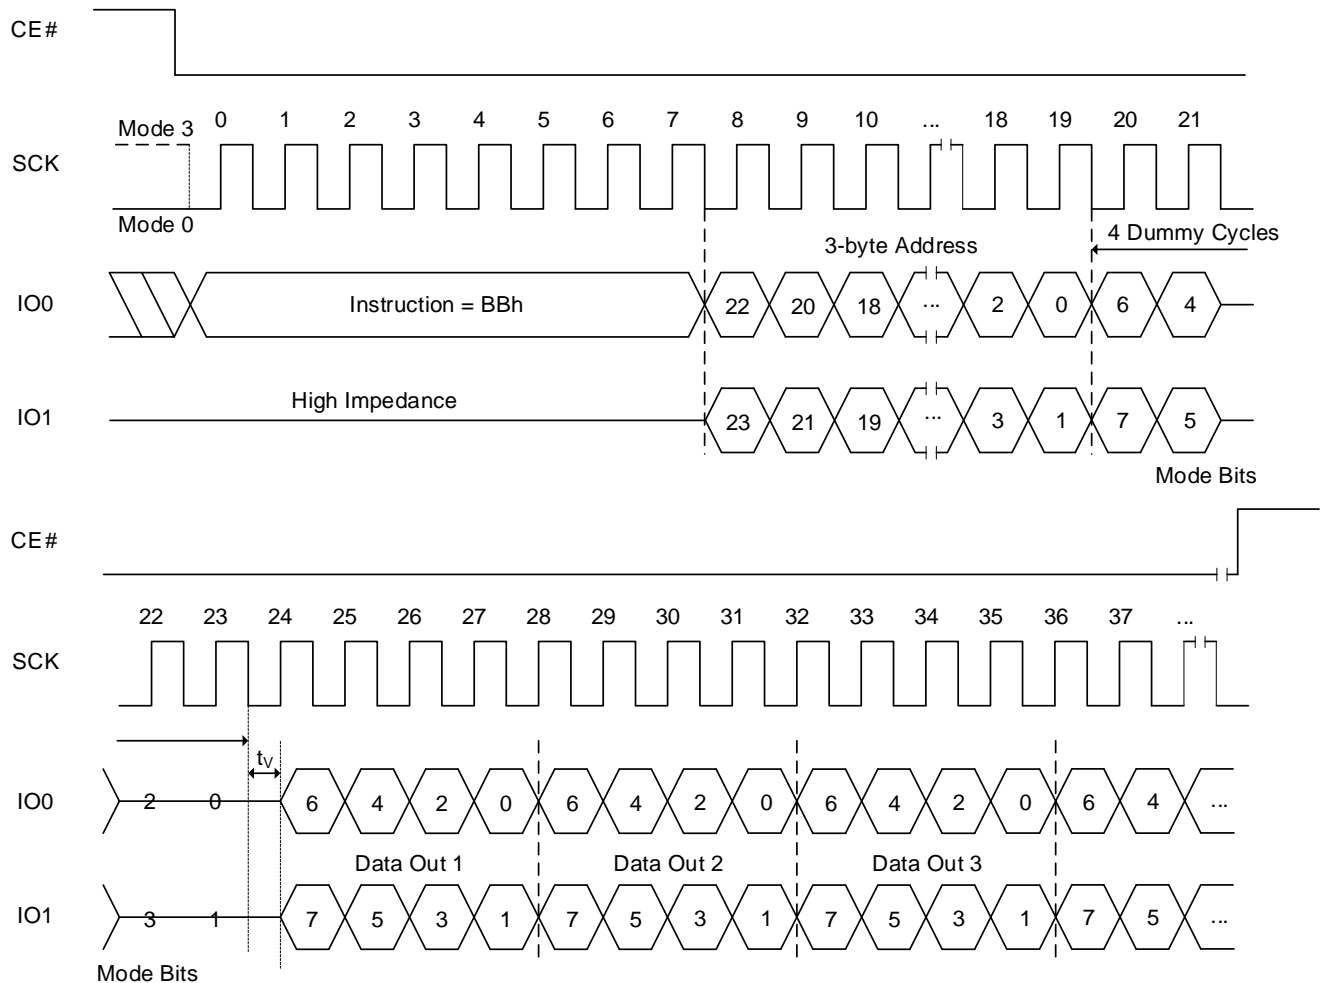 CE#
Mode 3 0 1 2 3 4 5 6 7 8 9 10 ... 18 19 20 21
SCK
Mode 0
3-byte Address 4 Dummy Cycles
IO0 Instruction = BBh 22 20 18 ... 2 0 6 4
High Impedance
IO1 23 21 19 ... 3 1 7 5
Mode Bits
CE#
22 23 24 25 26 27 28 29 30 31 32 33 34 35 36 37 ...
SCK
tV
IO0 2 0 6 4 2 0 6 4 2 0 6 4 2 0 6 4 ...
Data Out 1 Data Out 2 Data Out 3
IO1 3 1 7 5 3 1 7 5 3 1 7 5 3 1 7 5 ...
Mode Bits